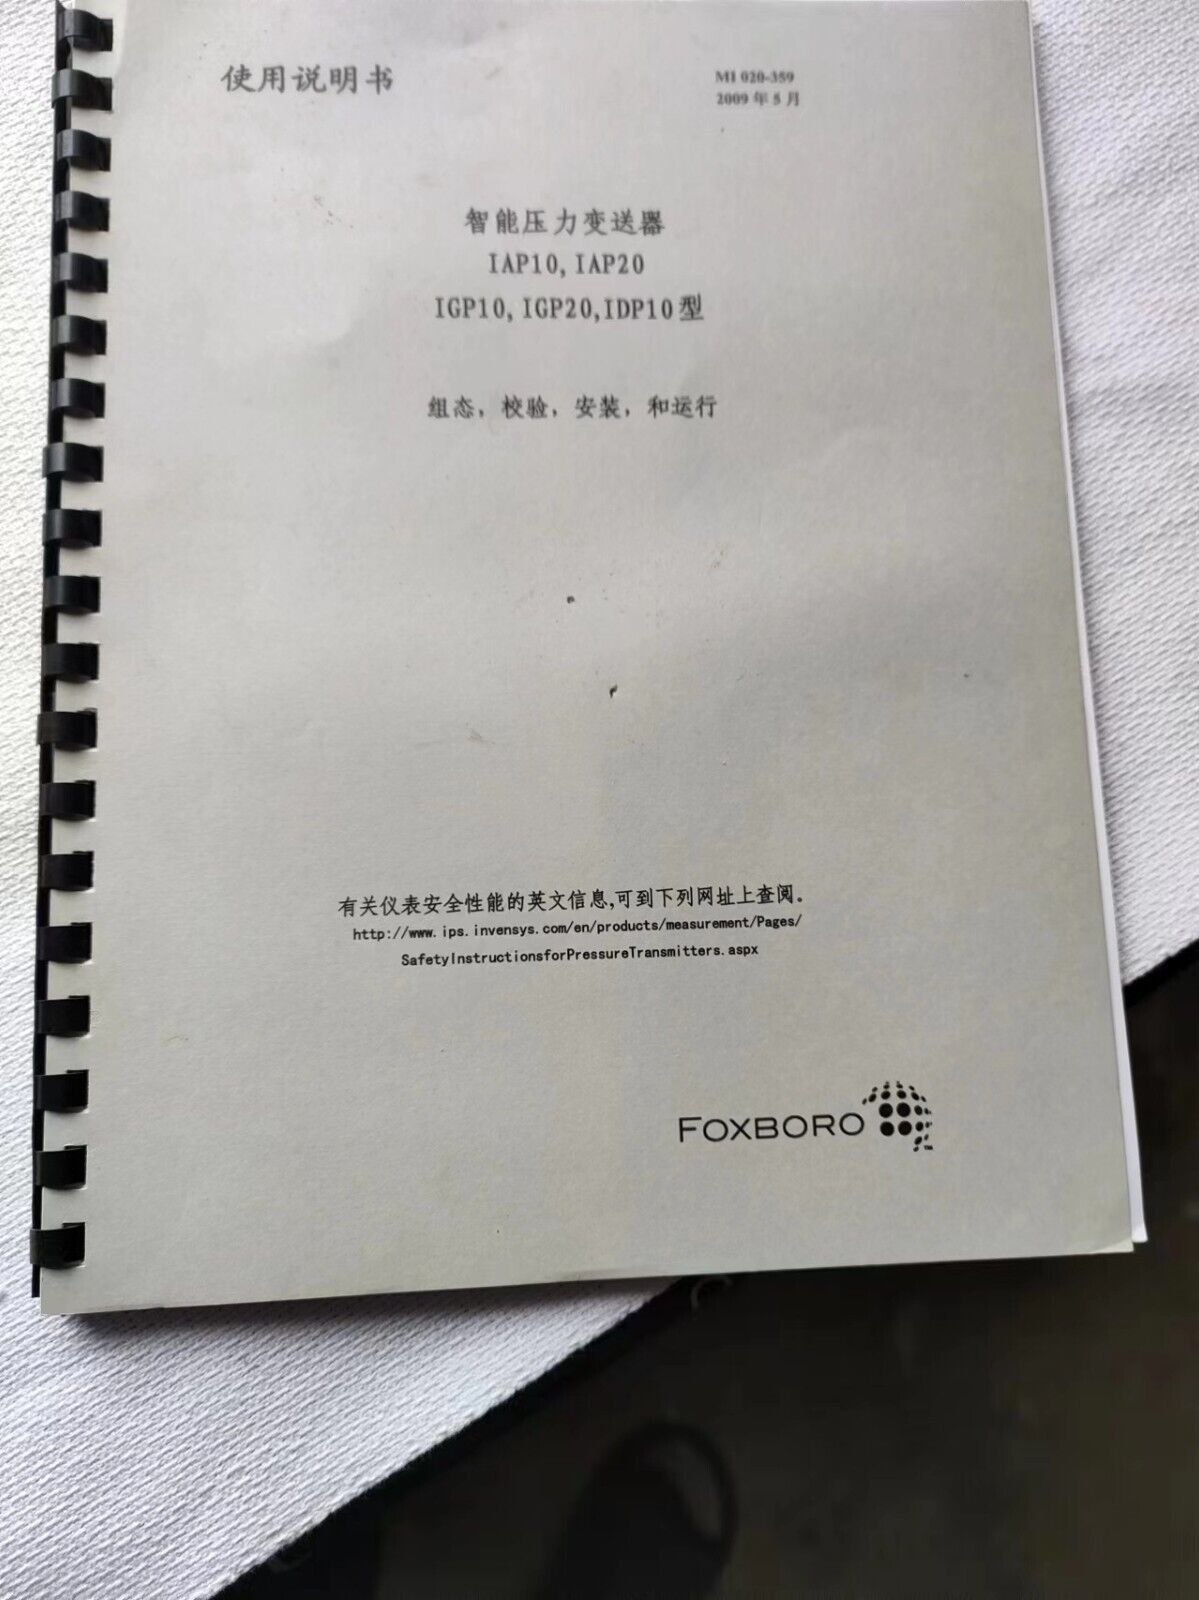 使用说明书
MI 020-359
2009 年 5 月
智能压力变送器
IAP10, IAP20
IGP10, IGP20, IDP10 型
组态，校验，安装，和运行
有关仪表安全性能的英文信息,可到下列网址上查阅。
http://www.ips.invensys.com/en/products/measurement/Pages/
SafetyInstructionsforPressureTransmitters.aspx
FOXBORO